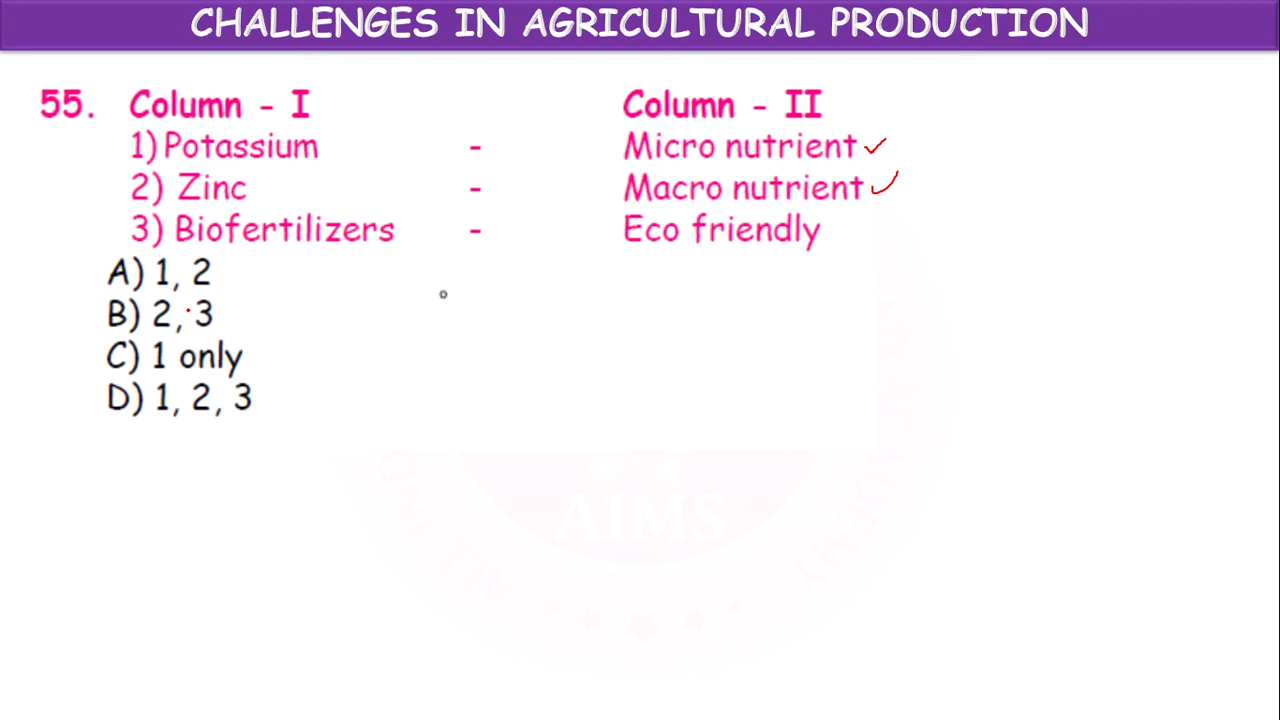 CHALLENGES IN AGRICULTURAL PRODUCTION
55. Column - I Column - II
1) Potassium - Micro nutrient
2) Zinc - Macro nutrient
3) Biofertilizers - Eco friendly
A) 1, 2
B) 2, 3
C) 1 only
D) 1, 2, 3
AIMS